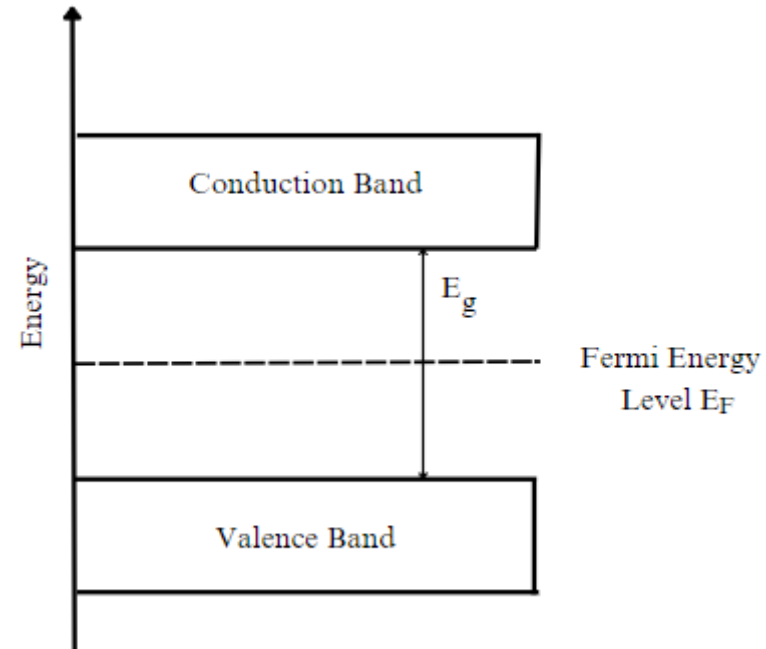 Conduction Band
Energy
Eg
Fermi Energy
Level EF
Valence Band